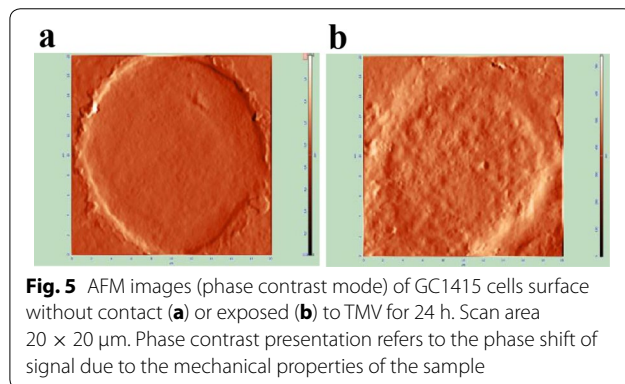 a b
Fig. 5 AFM images (phase contrast mode) of GC1415 cells surface
without contact (a) or exposed (b) to TMV for 24 h. Scan area
20 × 20 μm. Phase contrast presentation refers to the phase shift of
signal due to the mechanical properties of the sample